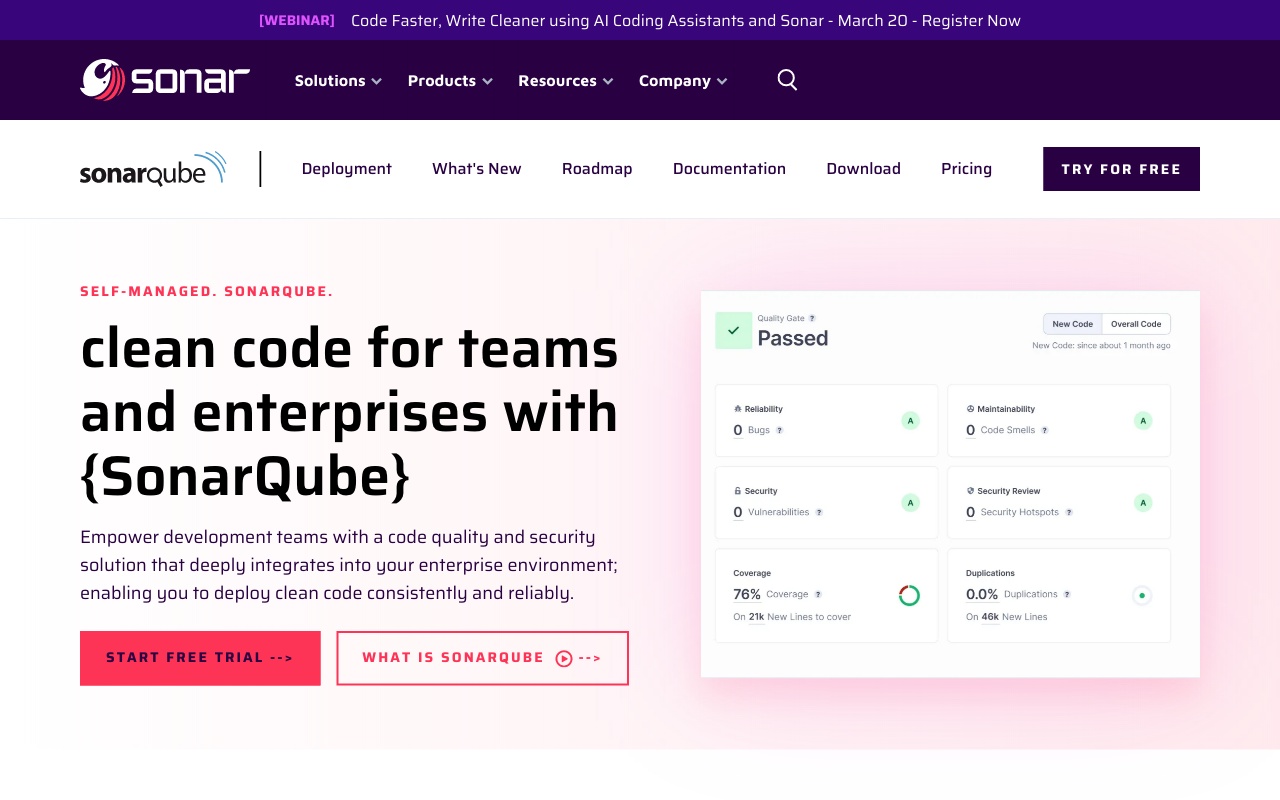 [WEBINAR] Code Faster, Write Cleaner using AI Coding Assistants and Sonar - March 20 - Register Now
sonar Solutions Products Resources Company
sonarqube Deployment What's New Roadmap Documentation Download Pricing TRY FOR FREE
SELF-MANAGED. SONARQUBE.
clean code for teams
and enterprises with
{SonarQube}
Empower development teams with a code quality and security
solution that deeply integrates into your enterprise environment;
enabling you to deploy clean code consistently and reliably.
START FREE TRIAL --> WHAT IS SONARQUBE -->
Quality Gate ?
Passed
New Code Overall Code
New Code: since about 1 month ago
Reliability
0 Bugs ? A
Maintainability
0 Code Smells ? A
Security
0 Vulnerabilities ? A
Security Review
0 Security Hotspots ? A
Coverage
76% Coverage ?
On 21k New Lines to cover
Duplications
0.0% Duplications ?
On 46k New Lines